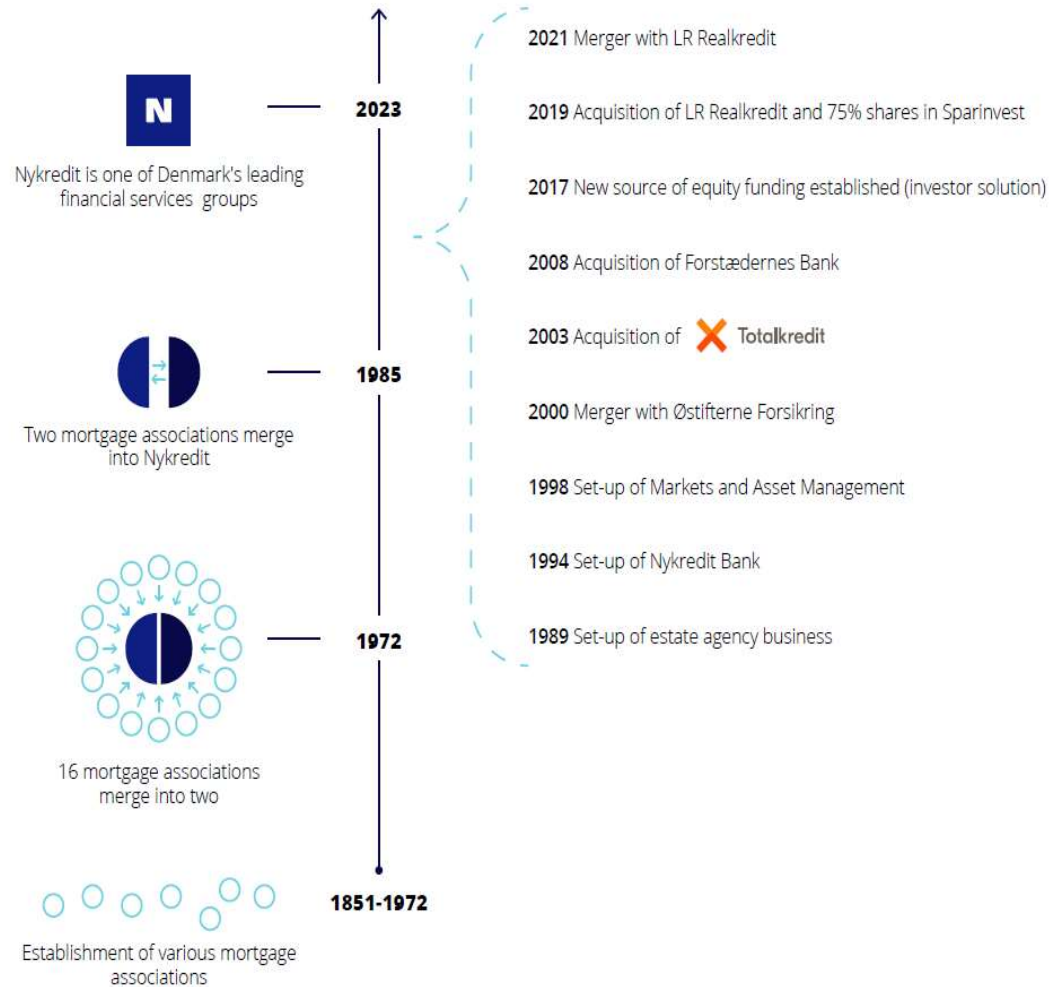 N
2023
Nykredit is one of Denmark's leading
financial services groups
1985
Two mortgage associations merge
into Nykredit
1972
16 mortgage associations
merge into two
1851-1972
Establishment of various mortgage
associations
2021 Merger with LR Realkredit
2019 Acquisition of LR Realkredit and 75% shares in Sparinvest
2017 New source of equity funding established (investor solution)
2008 Acquisition of Forstædernes Bank
2003 Acquisition of Totalkredit
2000 Merger with Østifterne Forsikring
1998 Set-up of Markets and Asset Management
1994 Set-up of Nykredit Bank
1989 Set-up of estate agency business